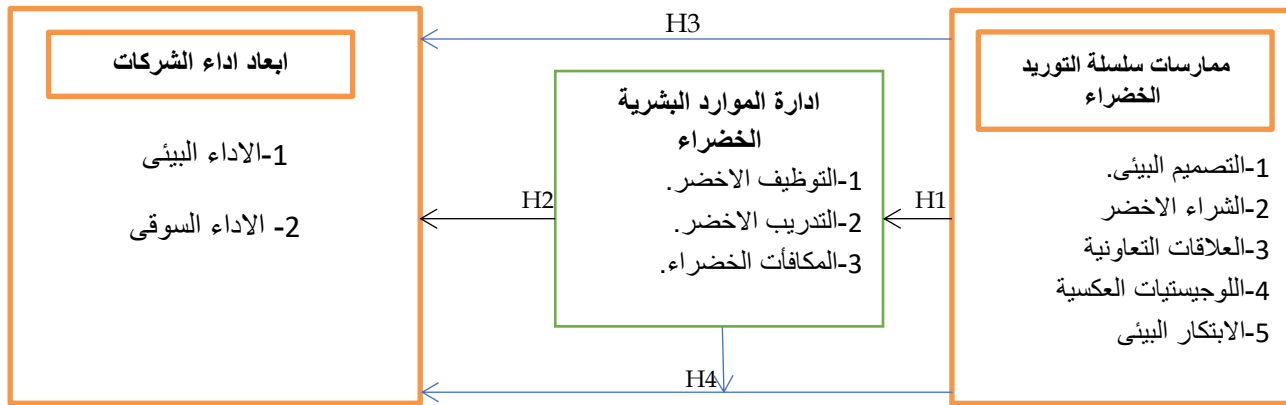 ممارسات سلسلة التوريد
الخضراء
1-التصميم البيئى.
2-الشراء الاخضر
3-العلاقات التعاونية
4-اللوجيستيات العكسية
5-الابتكار البيئى
H3
H1
ادارة الموارد البشرية
الخضراء
1-التوظيف الاخضر.
2-التدريب الاخضر.
3-المكافأت الخضراء.
H2
H4
ابعاد اداء الشركات
1-الاداء البيئى
2- الاداء السوقى